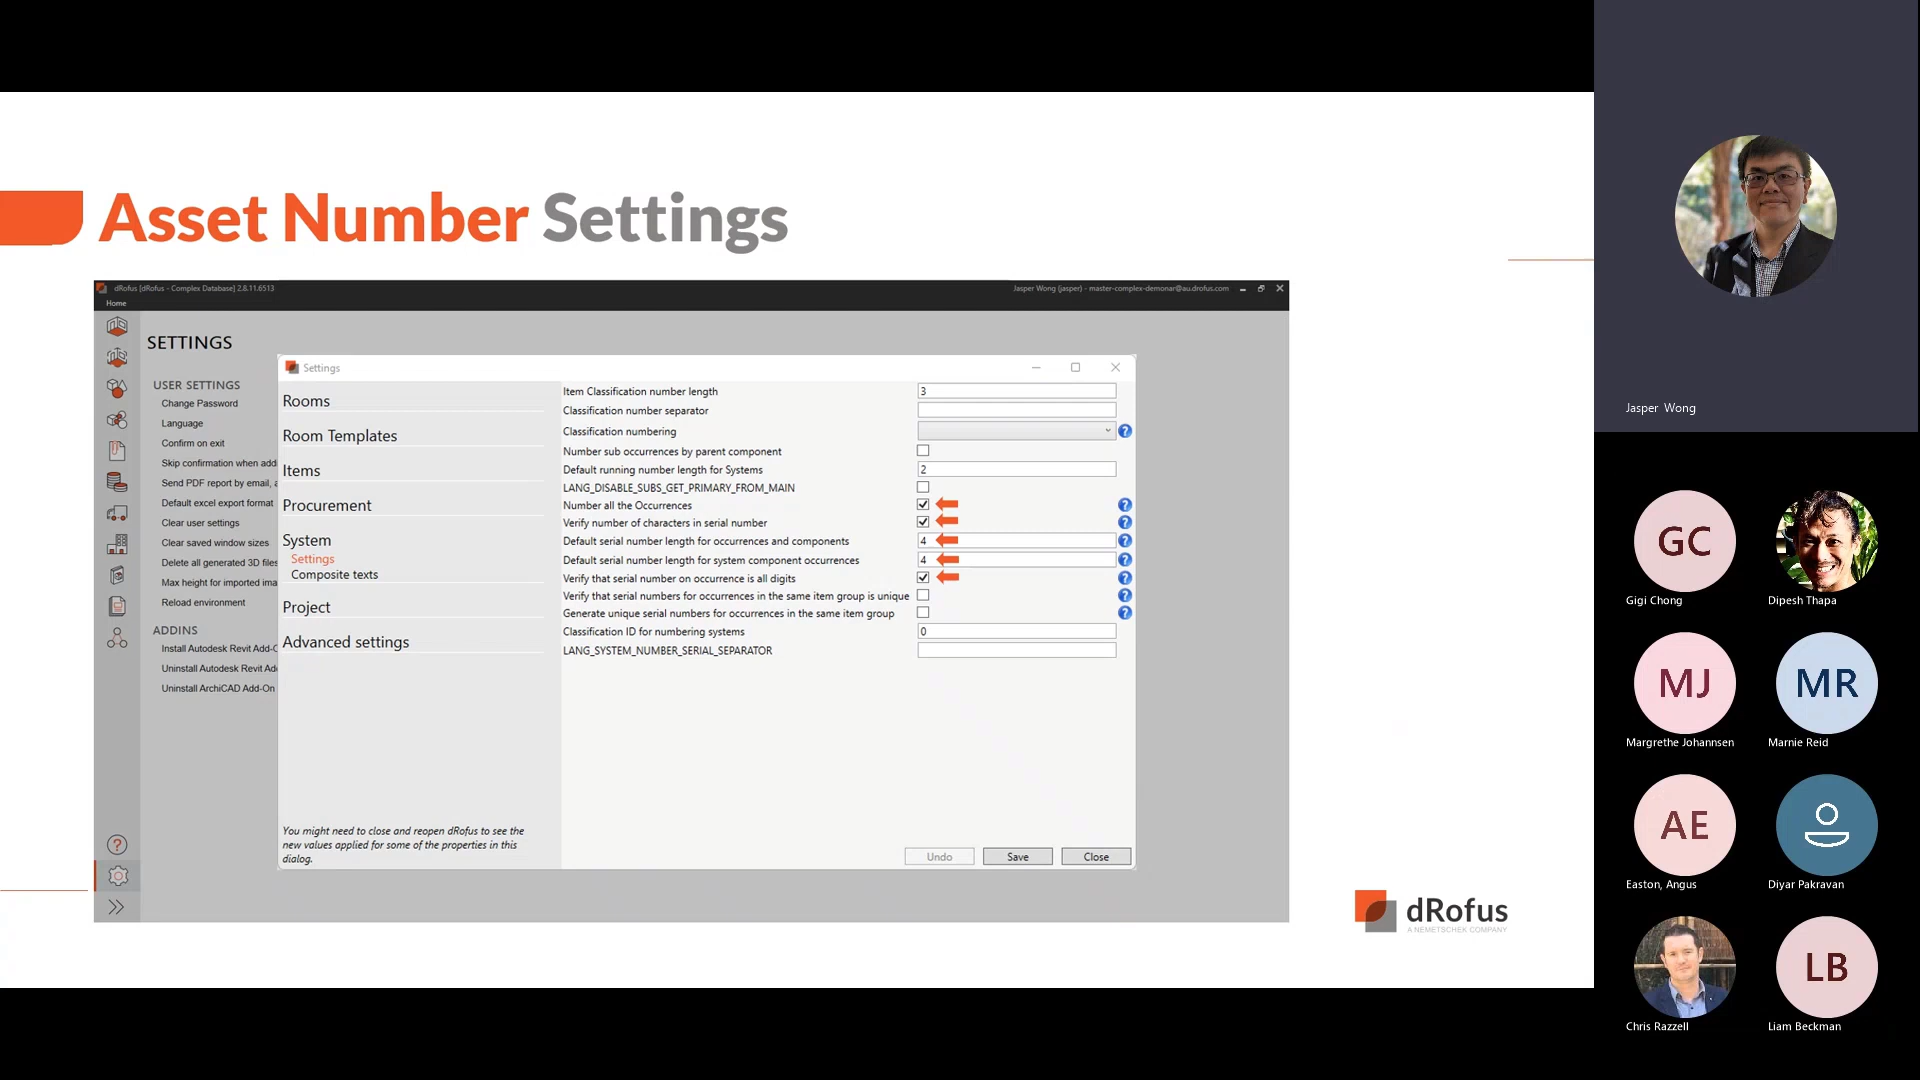 Asset Number Settings
dRofus [dRofus - Complex Database] 2.8.11.6513
Jasper Wong (jasper) - master-complex-demonar@au.drofus.com
Home
SETTINGS
USER SETTINGS
Change Password
Language
Confirm on exit
Skip confirmation when addi
Send PDF report by email, a
Default excel export format
Clear user settings
Clear saved window sizes
Delete all generated 3D files
Max height for imported ima
Reload environment
ADDINS
Install Autodesk Revit Add-O
Uninstall Autodesk Revit Add
Uninstall ArchiCAD Add-On
Settings
Rooms
Room Templates
Items
Procurement
System
Settings
Composite texts
Project
Advanced settings
You might need to close and reopen dRofus to see the
new values applied for some of the properties in this
dialog.
Item Classification number length 3
Classification number separator
Classification numbering
Number sub occurrences by parent component
Default running number length for Systems 2
LANG_DISABLE_SUBS_GET_PRIMARY_FROM_MAIN
Number all the Occurrences
Verify number of characters in serial number
Default serial number length for occurrences and components 4
Default serial number length for system component occurrences 4
Verify that serial number on occurrence is all digits
Verify that serial numbers for occurrences in the same item group is unique
Generate unique serial numbers for occurrences in the same item group
Classification ID for numbering systems 0
LANG_SYSTEM_NUMBER_SERIAL_SEPARATOR
Undo Save Close
dRofus
A NEMETSCHEK COMPANY
Jasper Wong
GC
Gigi Chong
Dipesh Thapa
MJ
Margrethe Johannsen
MR
Marnie Reid
AE
Easton, Angus
Diyar Pakravan
Chris Razzell
LB
Liam Beckman